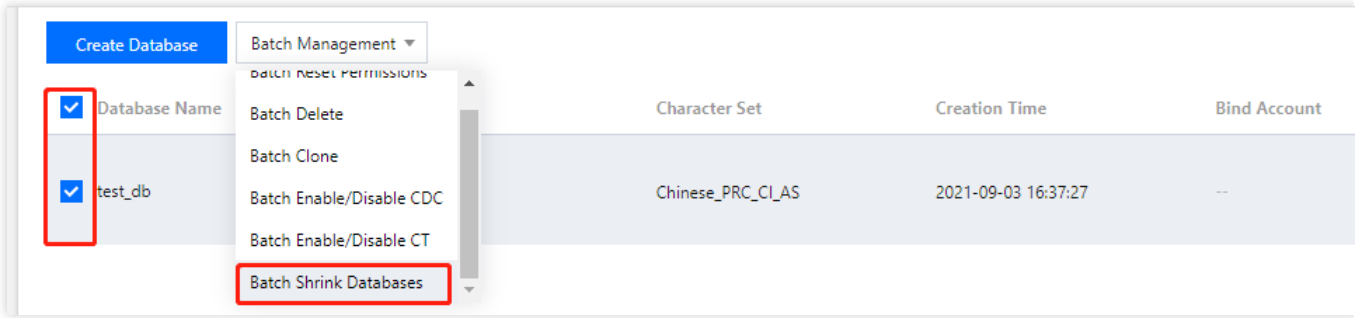 Create Database
Batch Management
Batch Reset Permissions
Database Name
Character Set
Creation Time
Bind Account
Batch Delete
Batch Clone
test_db
Batch Enable/Disable CDC
Chinese_PRC_CI_AS
2021-09-03 16:37:27
--
Batch Enable/Disable CT
Batch Shrink Databases